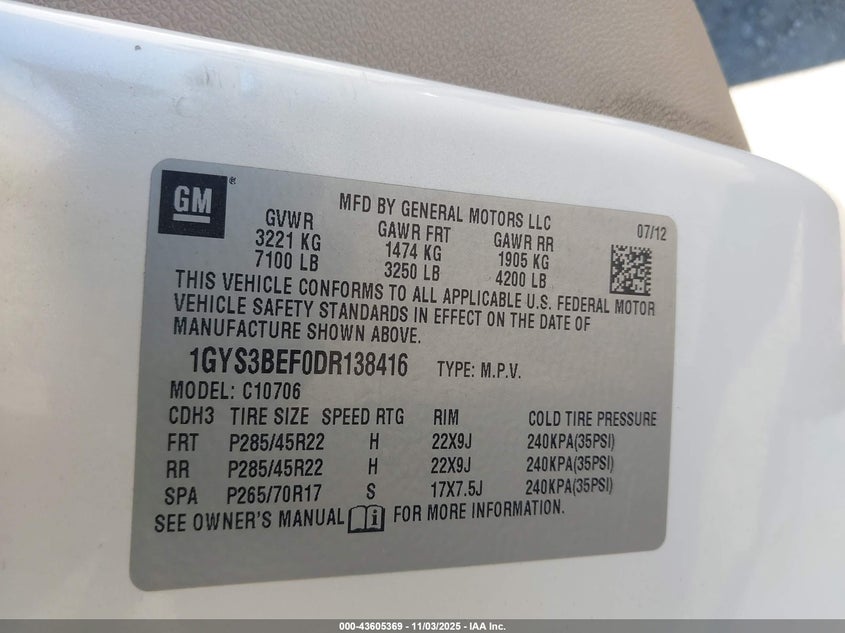 GM®
MFD BY GENERAL MOTORS LLC
07/12
GVWR GAWR FRT GAWR RR
3221 KG 1474 KG 1905 KG
7100 LB 3250 LB 4200 LB
THIS VEHICLE CONFORMS TO ALL APPLICABLE U.S. FEDERAL MOTOR
VEHICLE SAFETY STANDARDS IN EFFECT ON THE DATE OF
MANUFACTURE SHOWN ABOVE.
1GYS3BEF0DR138416 TYPE: M.P.V.
MODEL: C10706
CDH3 TIRE SIZE SPEED RTG RIM COLD TIRE PRESSURE
FRT P285/45R22 H 22X9J 240KPA(35PSI)
RR P285/45R22 H 22X9J 240KPA(35PSI)
SPA P265/70R17 S 17X7.5J 240KPA(35PSI)
SEE OWNER'S MANUAL i FOR MORE INFORMATION.
000-43605369 - 11/03/2025 - IAA Inc.